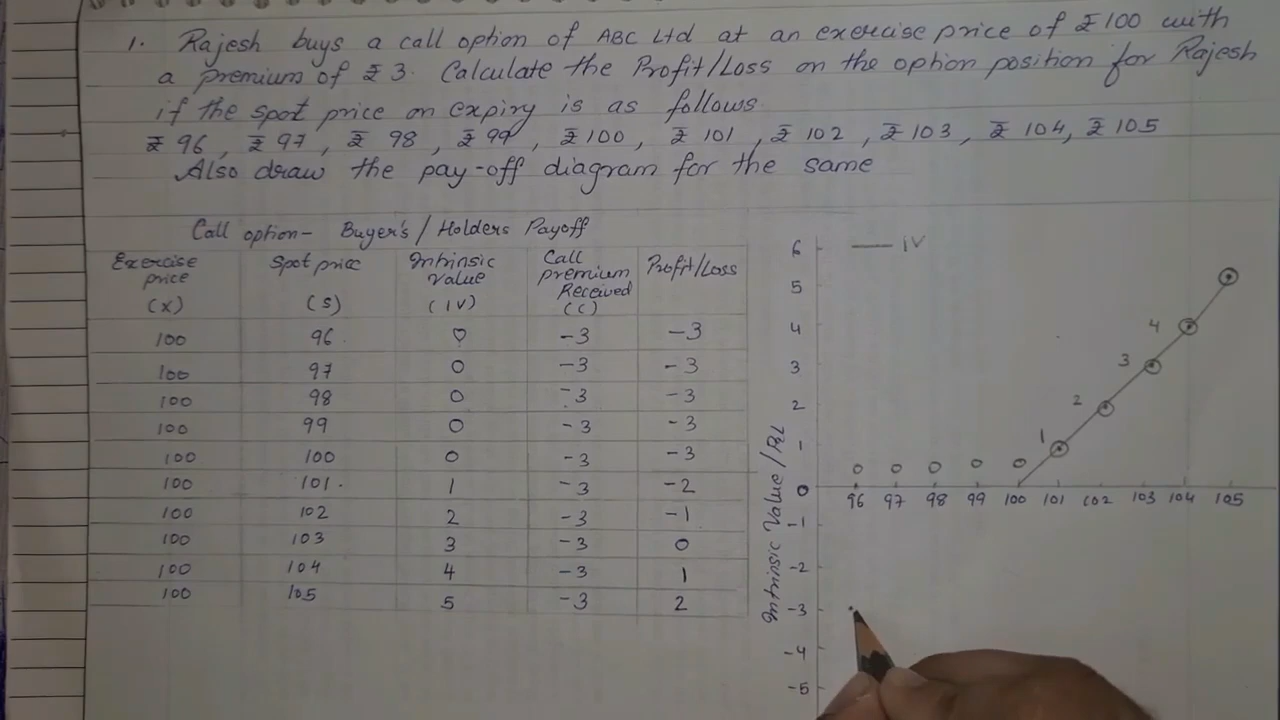 1. Rajesh buys a call option of ABC Ltd at an exercise price of ₹100 with
a premium of ₹3. Calculate the Profit/Loss on the option position for Rajesh
if the spot price on expiry is as follows
₹96, ₹97, ₹98, ₹99, ₹100, ₹101, ₹102, ₹103, ₹104, ₹105
Also draw the pay-off diagram for the same
Call option- Buyer's/Holders Payoff
Exercise price (X) Spot price (S) Intrinsic Value (IV) Call premium Received (C) Profit/Loss
100 96 0 -3 -3
100 97 0 -3 -3
100 98 0 -3 -3
100 99 0 -3 -3
100 100 0 -3 -3
100 101. 1 -3 -2
100 102 2 -3 -1
100 103 3 -3 0
100 104 4 -3 1
100 105 5 -3 2
Intrinsic Value/P&L
IV
6
5
4
3
2
1
0
-1
-2
-3
-4
-5
0 0 0 0 0 1 2 3 4
96 97 98 99 100 101 102 103 104 105